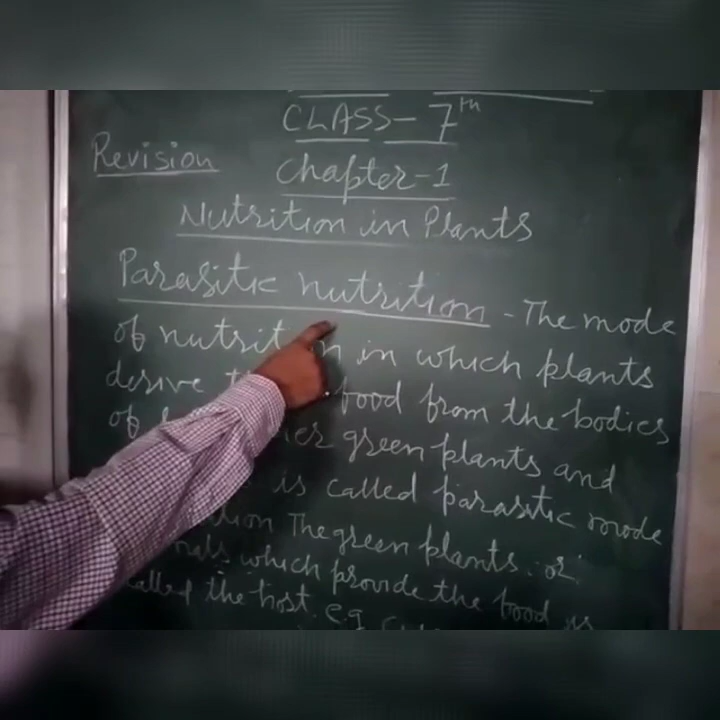 CLASS - 7th
Revision
Chapter-1
Nutrition in Plants
Parasitic nutrition - The mode
of nutrition in which plants
derive food from the bodies
of green plants and
is called parasitic mode
The green plants or
which provide the food is
called the host e.g